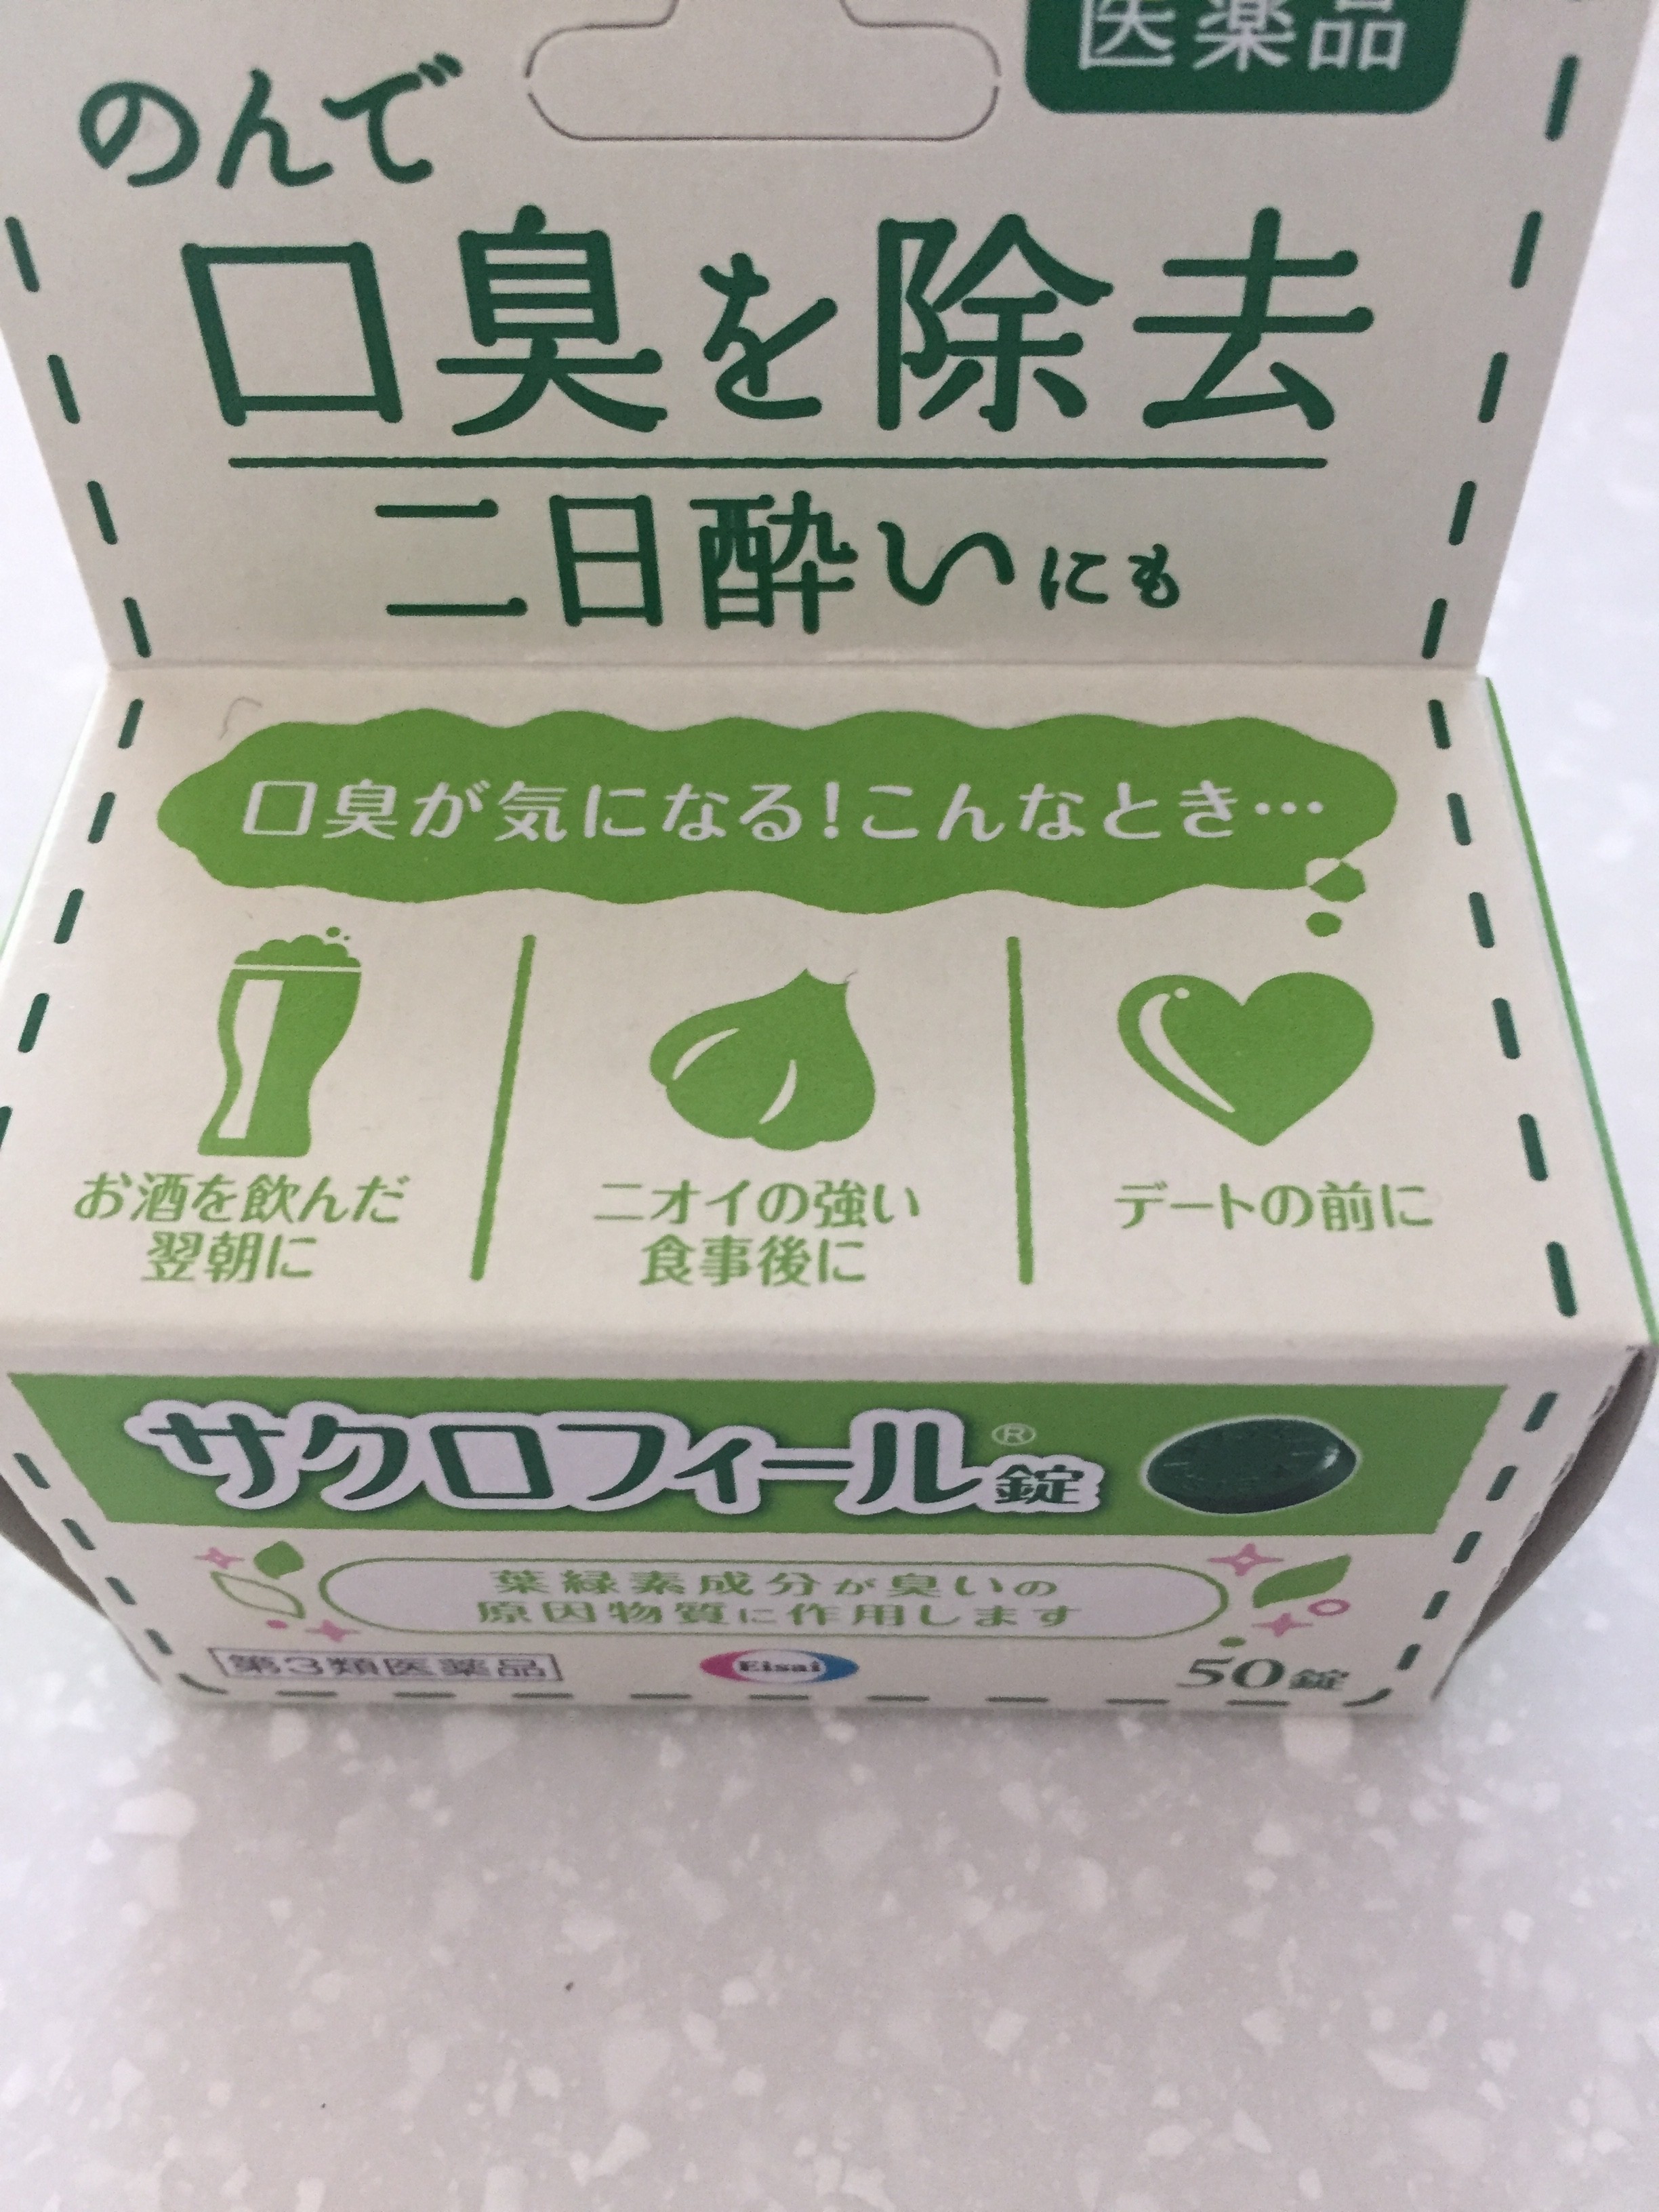 医薬品
のんで
口臭を除去
二日酔いにも
口臭が気になる!こんなとき…
お酒を飲んだ
翌朝に
ニオイの強い
食事後に
デートの前に
サクロフィール®錠
葉緑素成分が臭いの
原因物質に作用します
第3類医薬品
Eisai
50錠